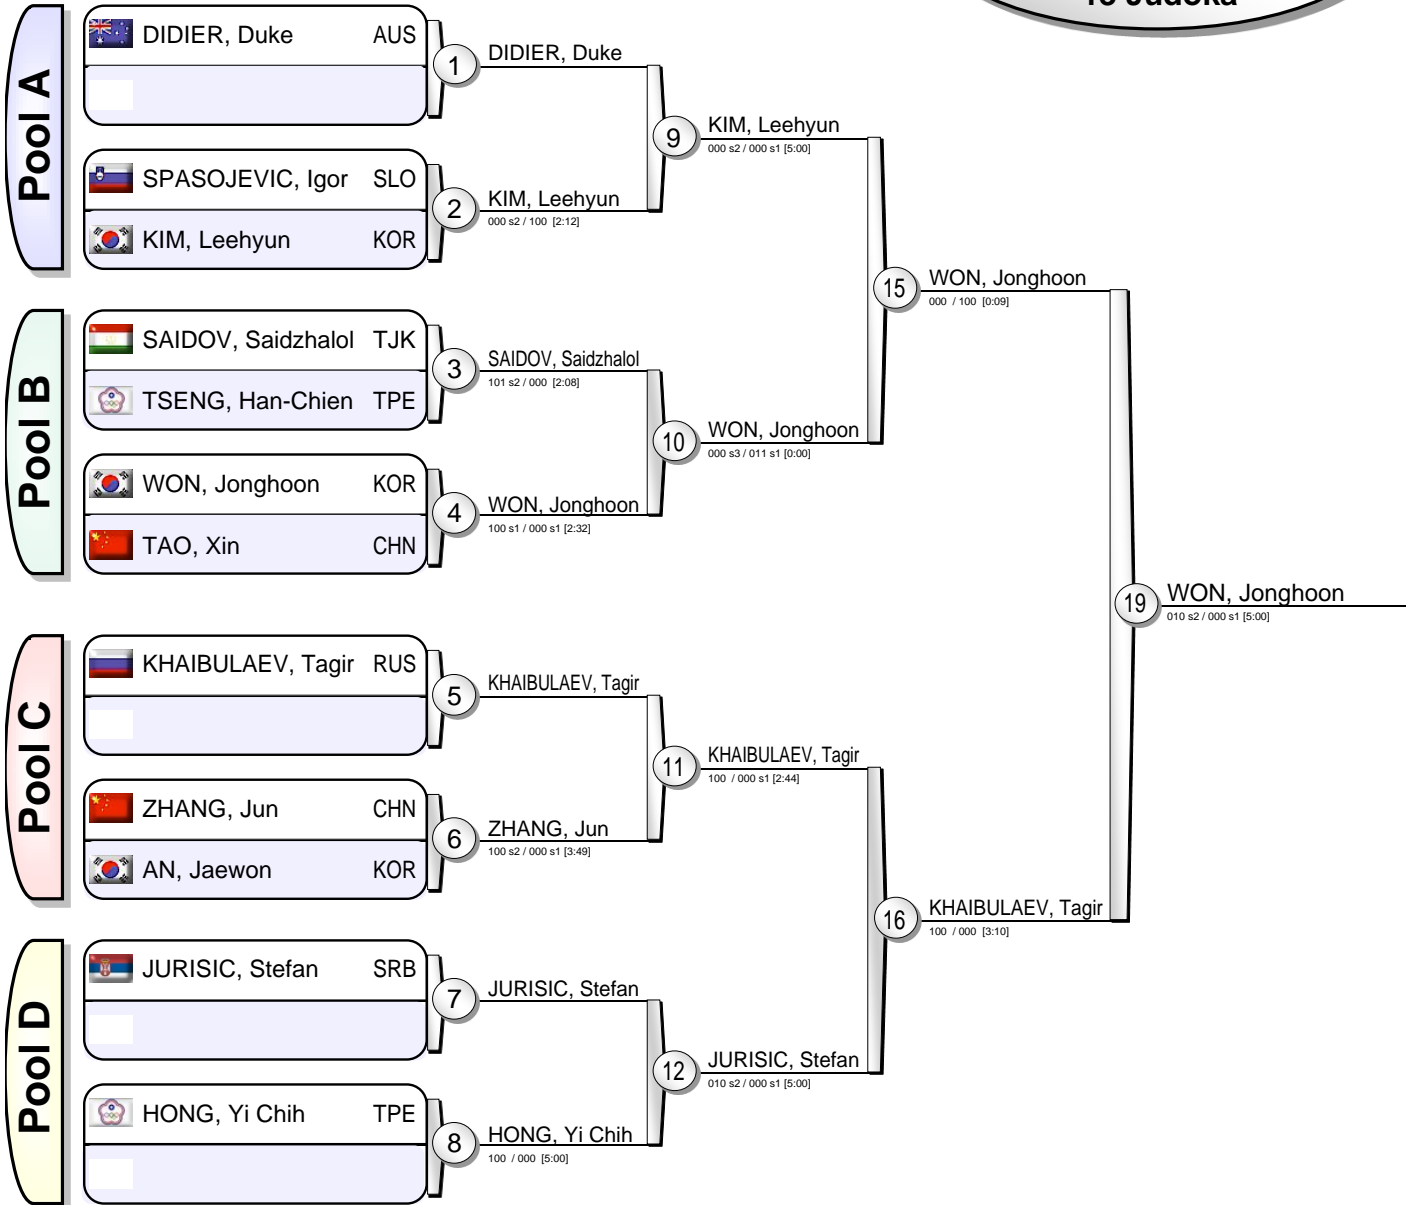 13 Judoka
Pool A
DIDIER, Duke AUS
1
DIDIER, Duke
SPASOJEVIC, Igor SLO
KIM, Leehyun KOR
2
KIM, Leehyun
000 s2 / 100 [2:12]
9
KIM, Leehyun
000 s2 / 000 s1 [5:00]
Pool B
SAIDOV, Saidzhalol TJK
TSENG, Han-Chien TPE
3
SAIDOV, Saidzhalol
101 s2 / 000 [2:08]
WON, Jonghoon KOR
TAO, Xin CHN
4
WON, Jonghoon
100 s1 / 000 s1 [2:32]
10
WON, Jonghoon
000 s3 / 011 s1 [0:00]
15
WON, Jonghoon
000 / 100 [0:09]
Pool C
KHAIBULAEV, Tagir RUS
5
KHAIBULAEV, Tagir
ZHANG, Jun CHN
AN, Jaewon KOR
6
ZHANG, Jun
100 s2 / 000 s1 [3:49]
11
KHAIBULAEV, Tagir
100 / 000 s1 [2:44]
Pool D
JURISIC, Stefan SRB
7
JURISIC, Stefan
HONG, Yi Chih TPE
8
HONG, Yi Chih
100 / 000 [5:00]
12
JURISIC, Stefan
010 s2 / 000 s1 [5:00]
16
KHAIBULAEV, Tagir
100 / 000 [3:10]
19
WON, Jonghoon
010 s2 / 000 s1 [5:00]